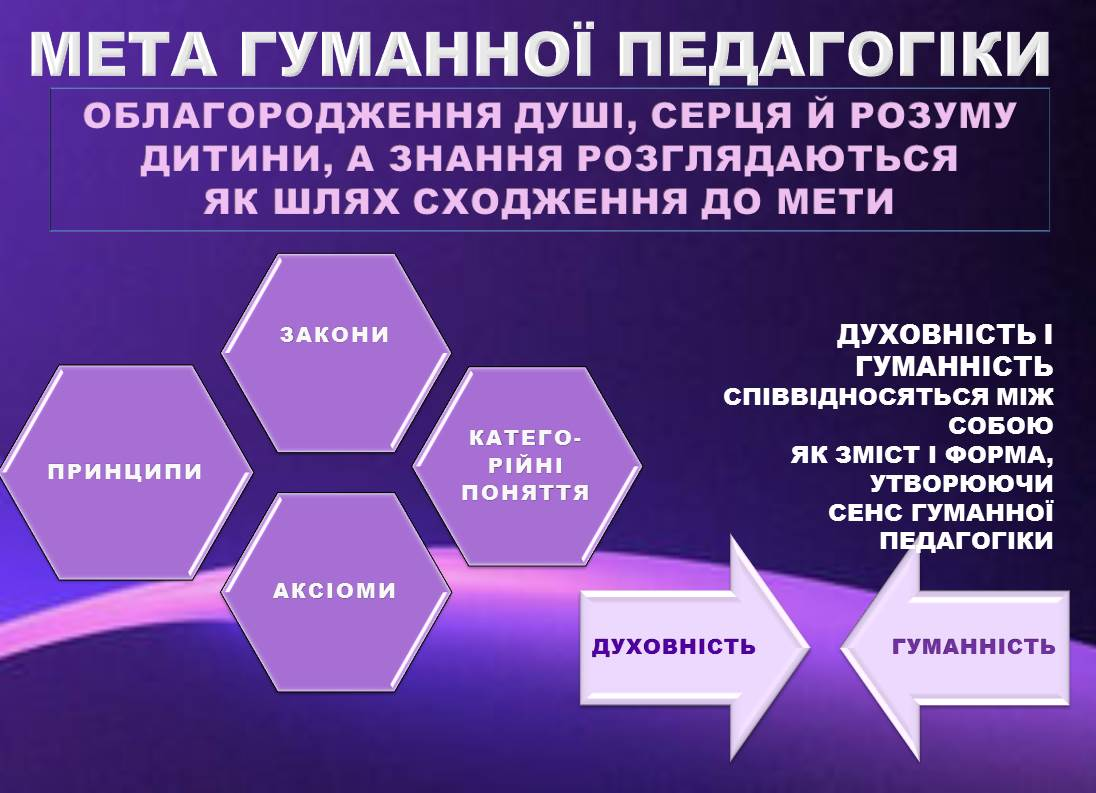 МЕТА ГУМАННОЇ ПЕДАГОГІКИ
ОБЛАГОРОДЖЕННЯ ДУШІ, СЕРЦЯ Й РОЗУМУ
ДИТИНИ, А ЗНАННЯ РОЗГЛЯДАЮТЬСЯ
ЯК ШЛЯХ СХОДЖЕННЯ ДО МЕТИ
ЗАКОНИ
ПРИНЦИПИ
КАТЕГО-
РІЙНІ
ПОНЯТТЯ
АКСІОМИ
ДУХОВНІСТЬ І
ГУМАННІСТЬ
СПІВВІДНОСЯТЬСЯ МІЖ
СОБОЮ
ЯК ЗМІСТ І ФОРМА,
УТВОРЮЮЧИ
СЕНС ГУМАННОЇ
ПЕДАГОГІКИ
ДУХОВНІСТЬ
ГУМАННІСТЬ